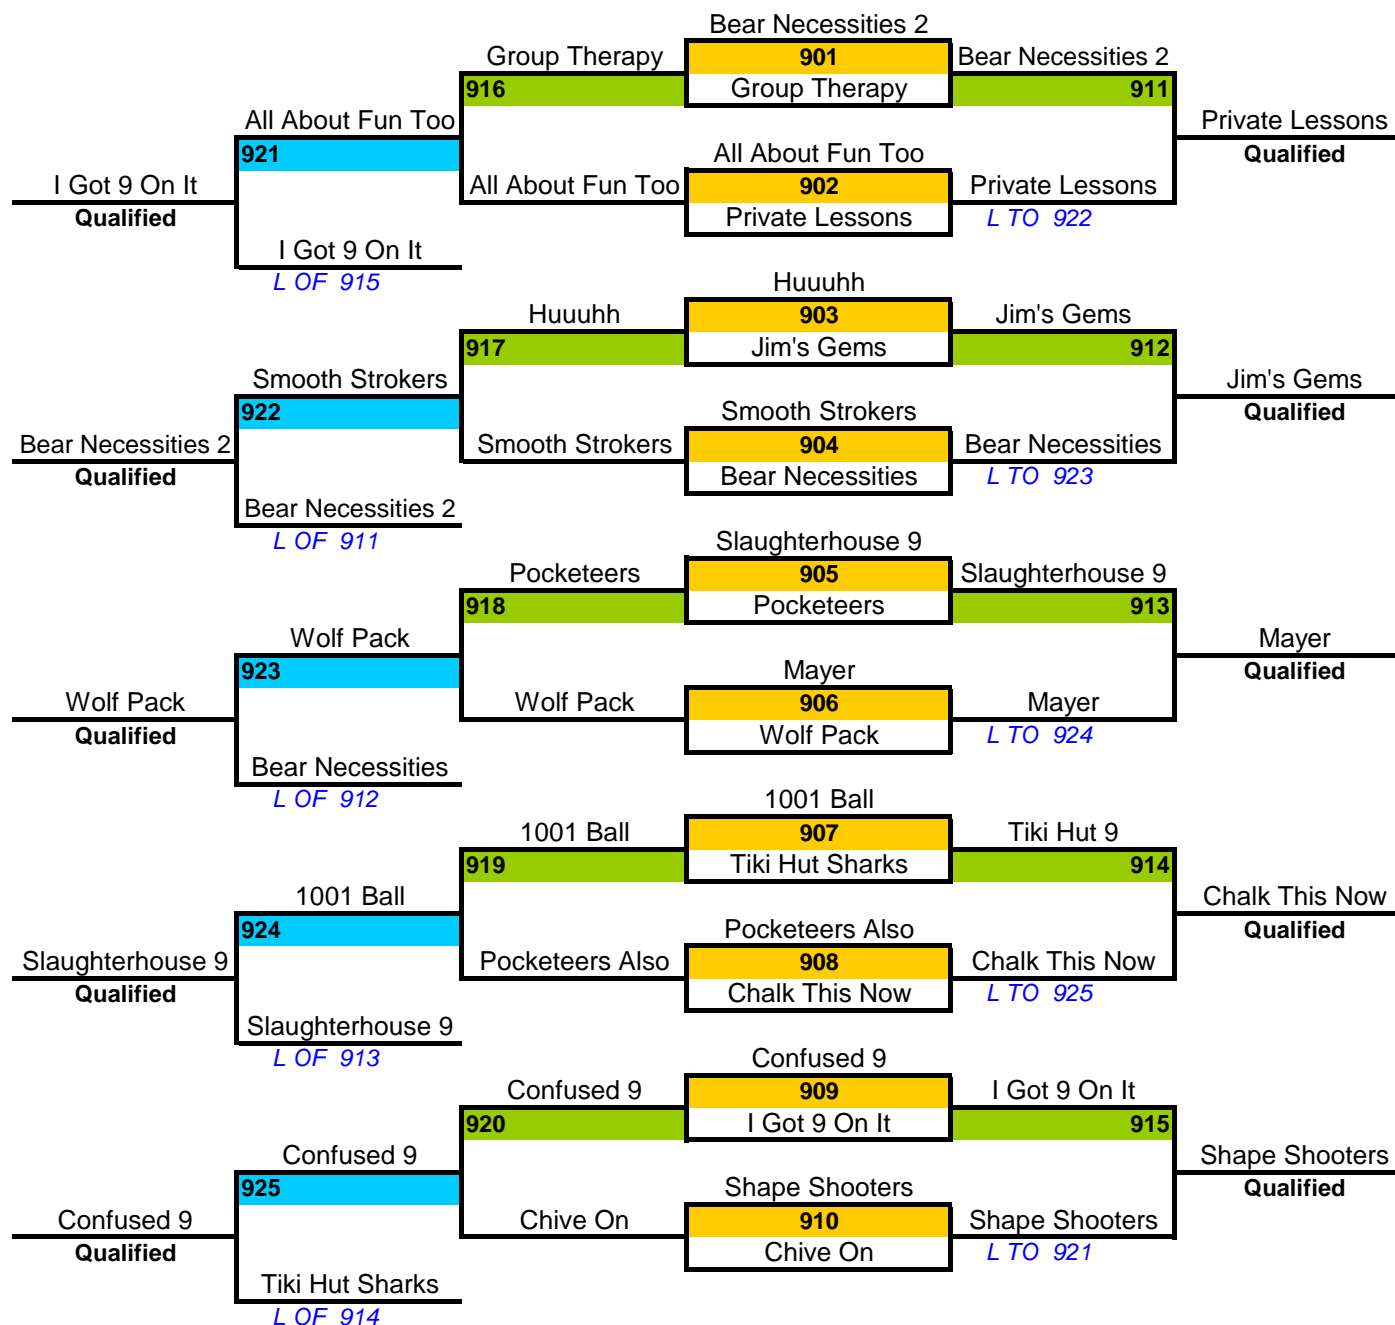 Bear Necessities 2
Group Therapy 901 Bear Necessities 2
916 Group Therapy 911
All About Fun Too Private Lessons
921 All About Fun Too Qualified
I Got 9 On It All About Fun Too 902 Private Lessons
Qualified Private Lessons L TO 922
I Got 9 On It
L OF 915 Huuuhh
Huuuhh 903 Jim's Gems
917 Jim's Gems 912
Smooth Strokers Jim's Gems
922 Smooth Strokers Qualified
Bear Necessities 2 Smooth Strokers 904 Bear Necessities
Qualified Bear Necessities L TO 923
Bear Necessities 2
L OF 911 Slaughterhouse 9
Pocketeers 905 Slaughterhouse 9
918 Pocketeers 913
Wolf Pack Mayer
923 Mayer Qualified
Wolf Pack Wolf Pack 906 Mayer
Qualified Wolf Pack L TO 924
Bear Necessities
L OF 912 1001 Ball
1001 Ball 907 Tiki Hut 9
919 Tiki Hut Sharks 914
1001 Ball Chalk This Now
924 Pocketeers Also Qualified
Slaughterhouse 9 Pocketeers Also 908 Chalk This Now
Qualified Chalk This Now L TO 925
Slaughterhouse 9
L OF 913 Confused 9
Confused 9 909 I Got 9 On It
920 I Got 9 On It 915
Confused 9 Shape Shooters
925 Shape Shooters Qualified
Confused 9 Chive On 910 Shape Shooters
Qualified Chive On L TO 921
Tiki Hut Sharks
L OF 914